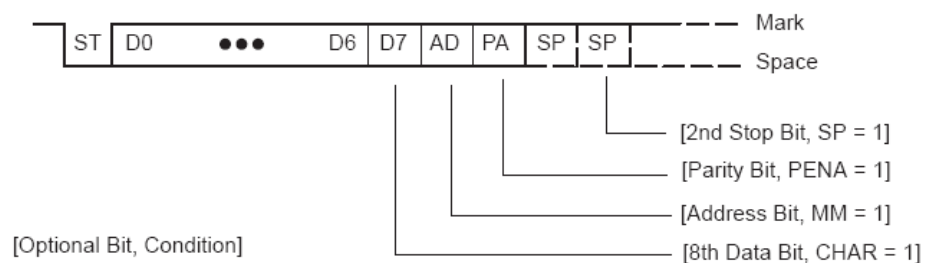 ST D0 ●●● D6 D7 AD PA SP SP Mark
Space
[2nd Stop Bit, SP = 1]
[Parity Bit, PENA = 1]
[Address Bit, MM = 1]
[Optional Bit, Condition] [8th Data Bit, CHAR = 1]